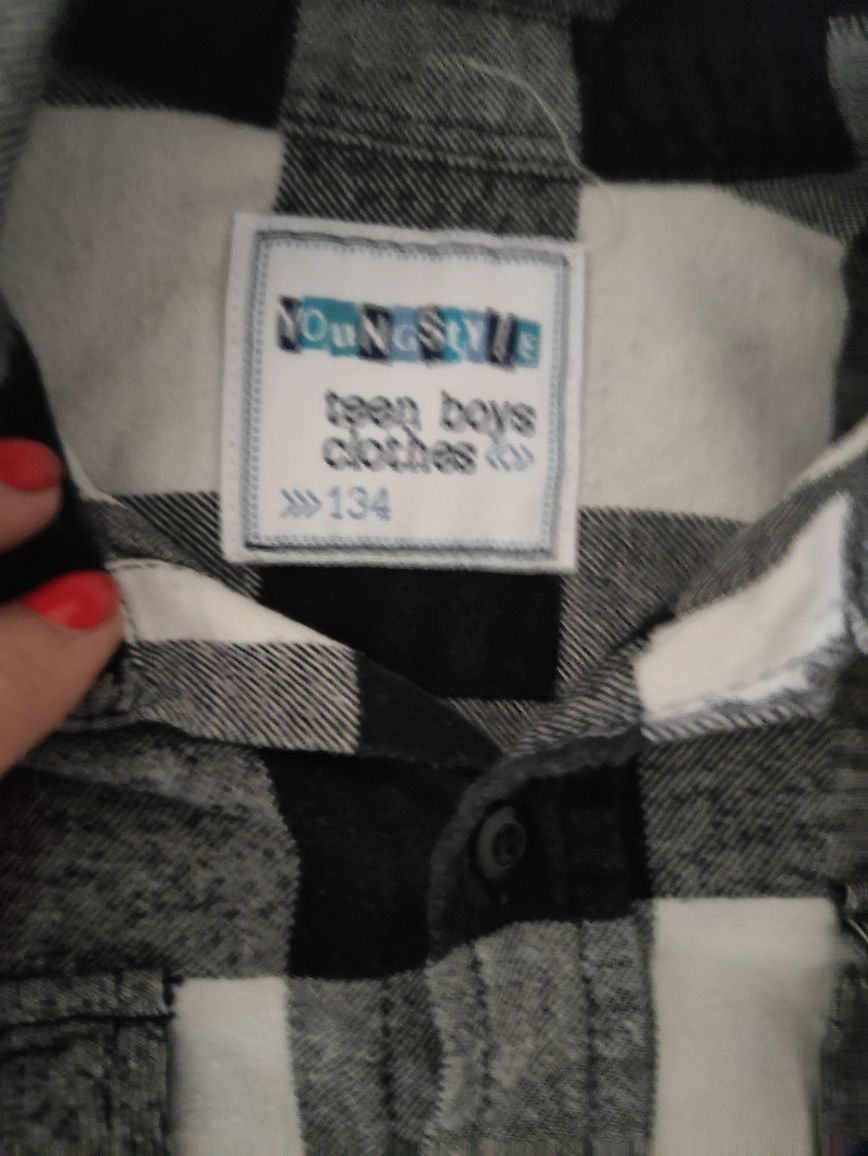 YOUNGSTYLE
teen boys
clothes «»
»»134